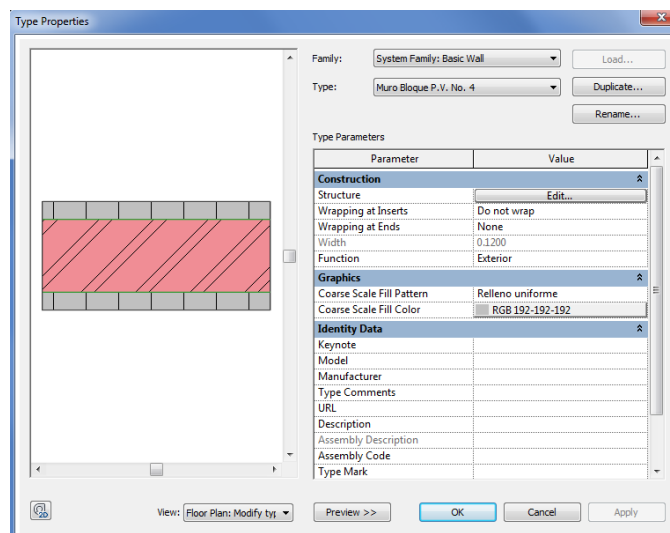 Type Properties
x
Family: System Family: Basic Wall Load...
Type: Muro Bloque P.V. No. 4 Duplicate...
Rename...
Type Parameters
Parameter Value
Construction
Structure Edit...
Wrapping at Inserts Do not wrap
Wrapping at Ends None
Width 0.1200
Function Exterior
Graphics
Coarse Scale Fill Pattern Relleno uniforme
Coarse Scale Fill Color RGB 192-192-192
Identity Data
Keynote
Model
Manufacturer
Type Comments
URL
Description
Assembly Description
Assembly Code
Type Mark
2D View: Floor Plan: Modify typ Preview >> OK Cancel Apply